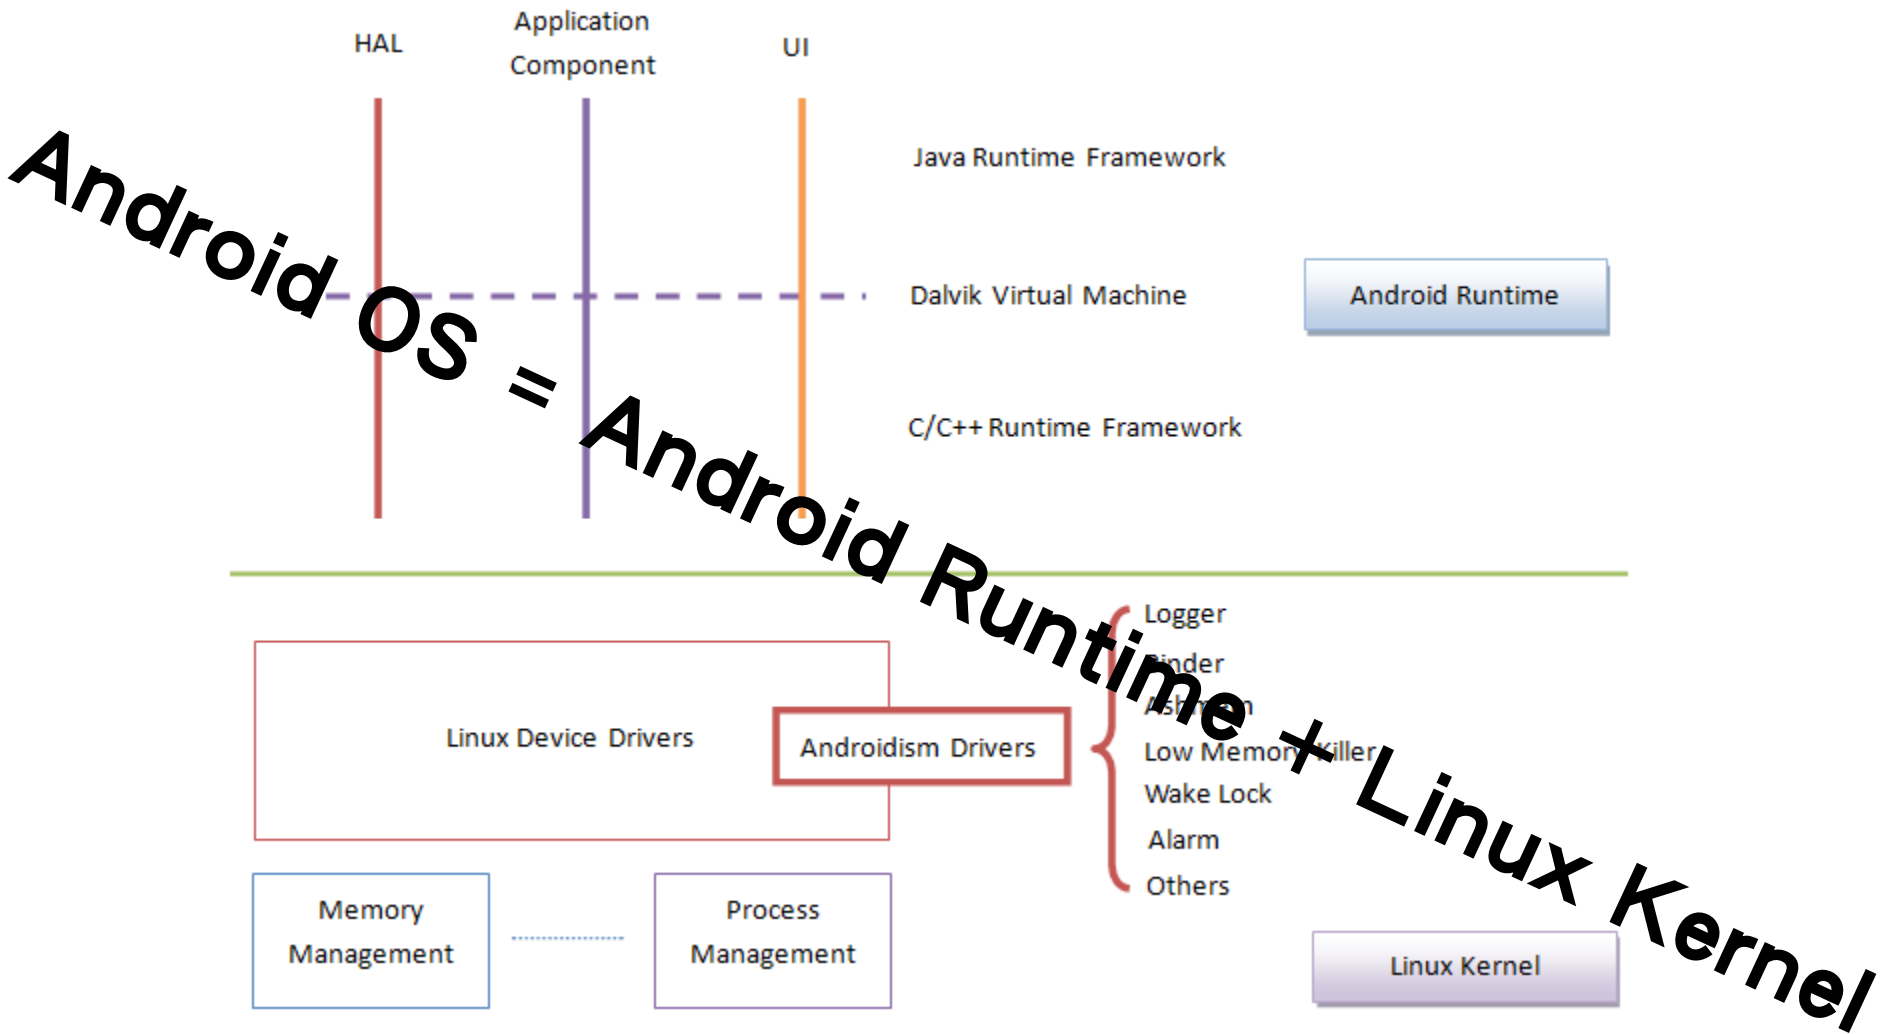 HAL
Application
Component
UI
Java Runtime Framework
Dalvik Virtual Machine
Android Runtime
C/C++ Runtime Framework
Android OS = Android Runtime + Linux Kernel
Linux Device Drivers
Androidism Drivers
Logger
Binder
Ashmem
Low Memory Killer
Wake Lock
Alarm
Others
Memory
Management
Process
Management
Linux Kernel